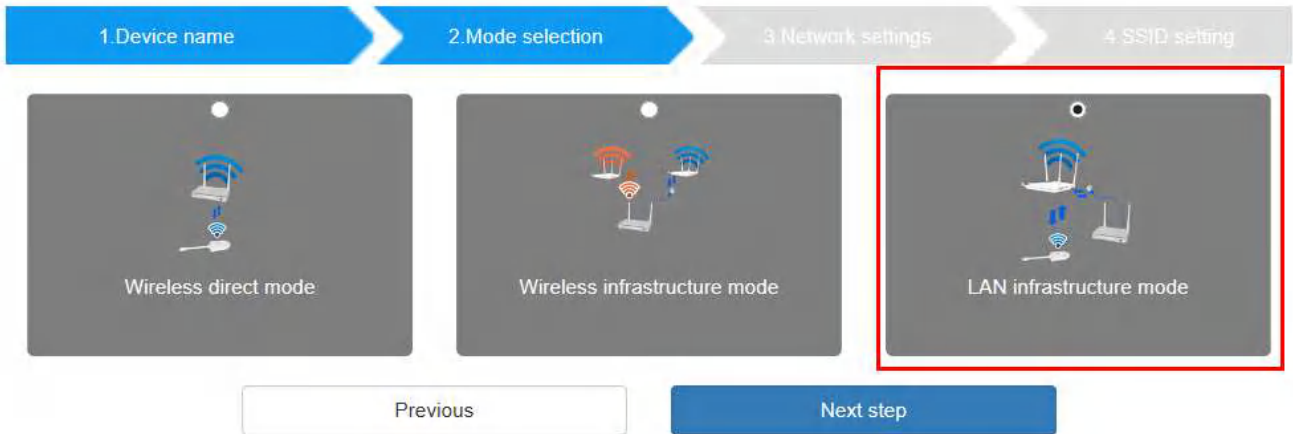 1.Device name
2.Mode selection
3.Network settings
4.SSID setting
Wireless direct mode
Wireless infrastructure mode
LAN infrastructure mode
Previous
Next step